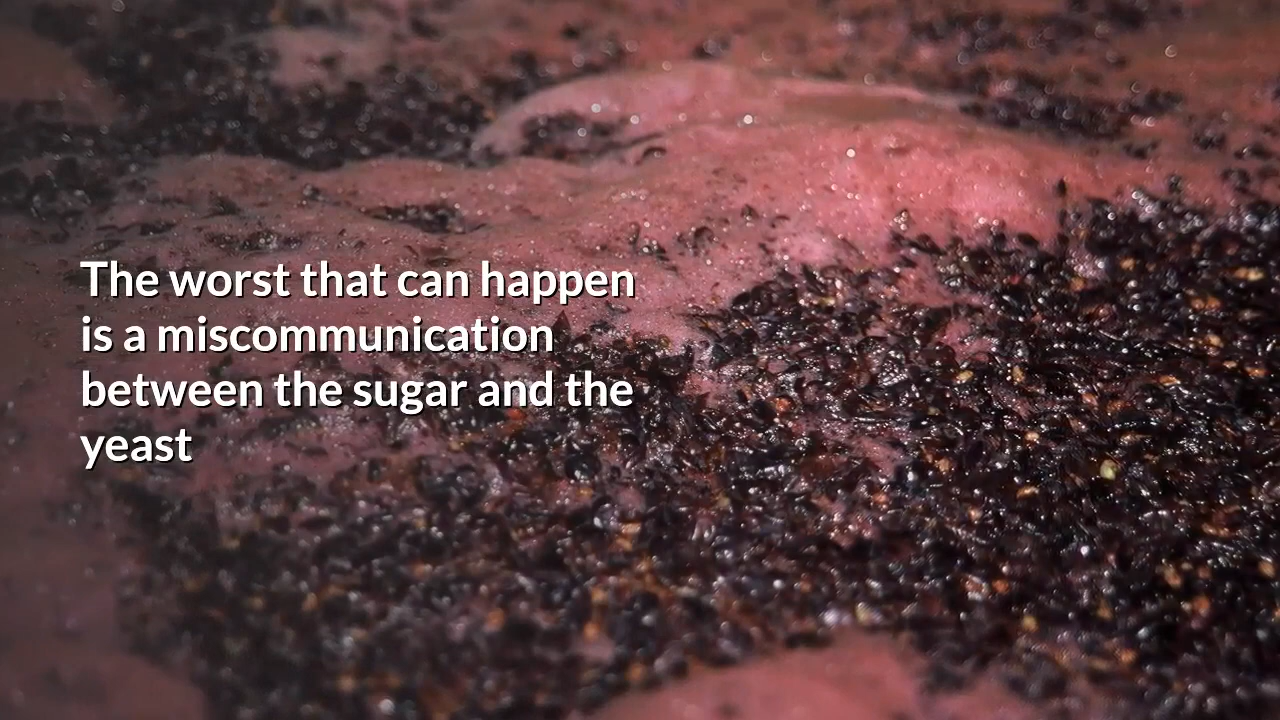 The worst that can happen
is a miscommunication
between the sugar and the
yeast